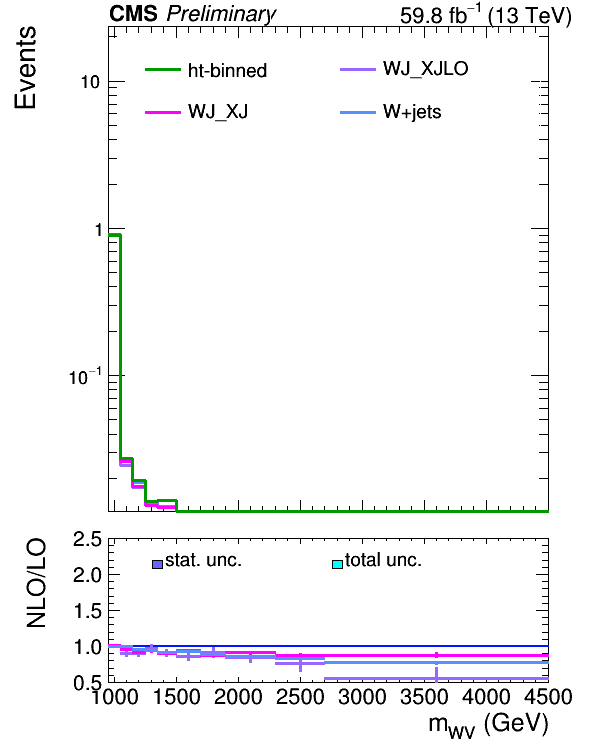 CMS Preliminary 59.8 fb⁻¹ (13 TeV)
Events
ht-binned WJ_XJLO
WJ_XJ W+jets
10
1
10⁻¹
NLO/LO
stat. unc. total unc.
2.5
2.0
1.5
1.0
0.5
1000 1500 2000 2500 3000 3500 4000 4500
m_WV (GeV)